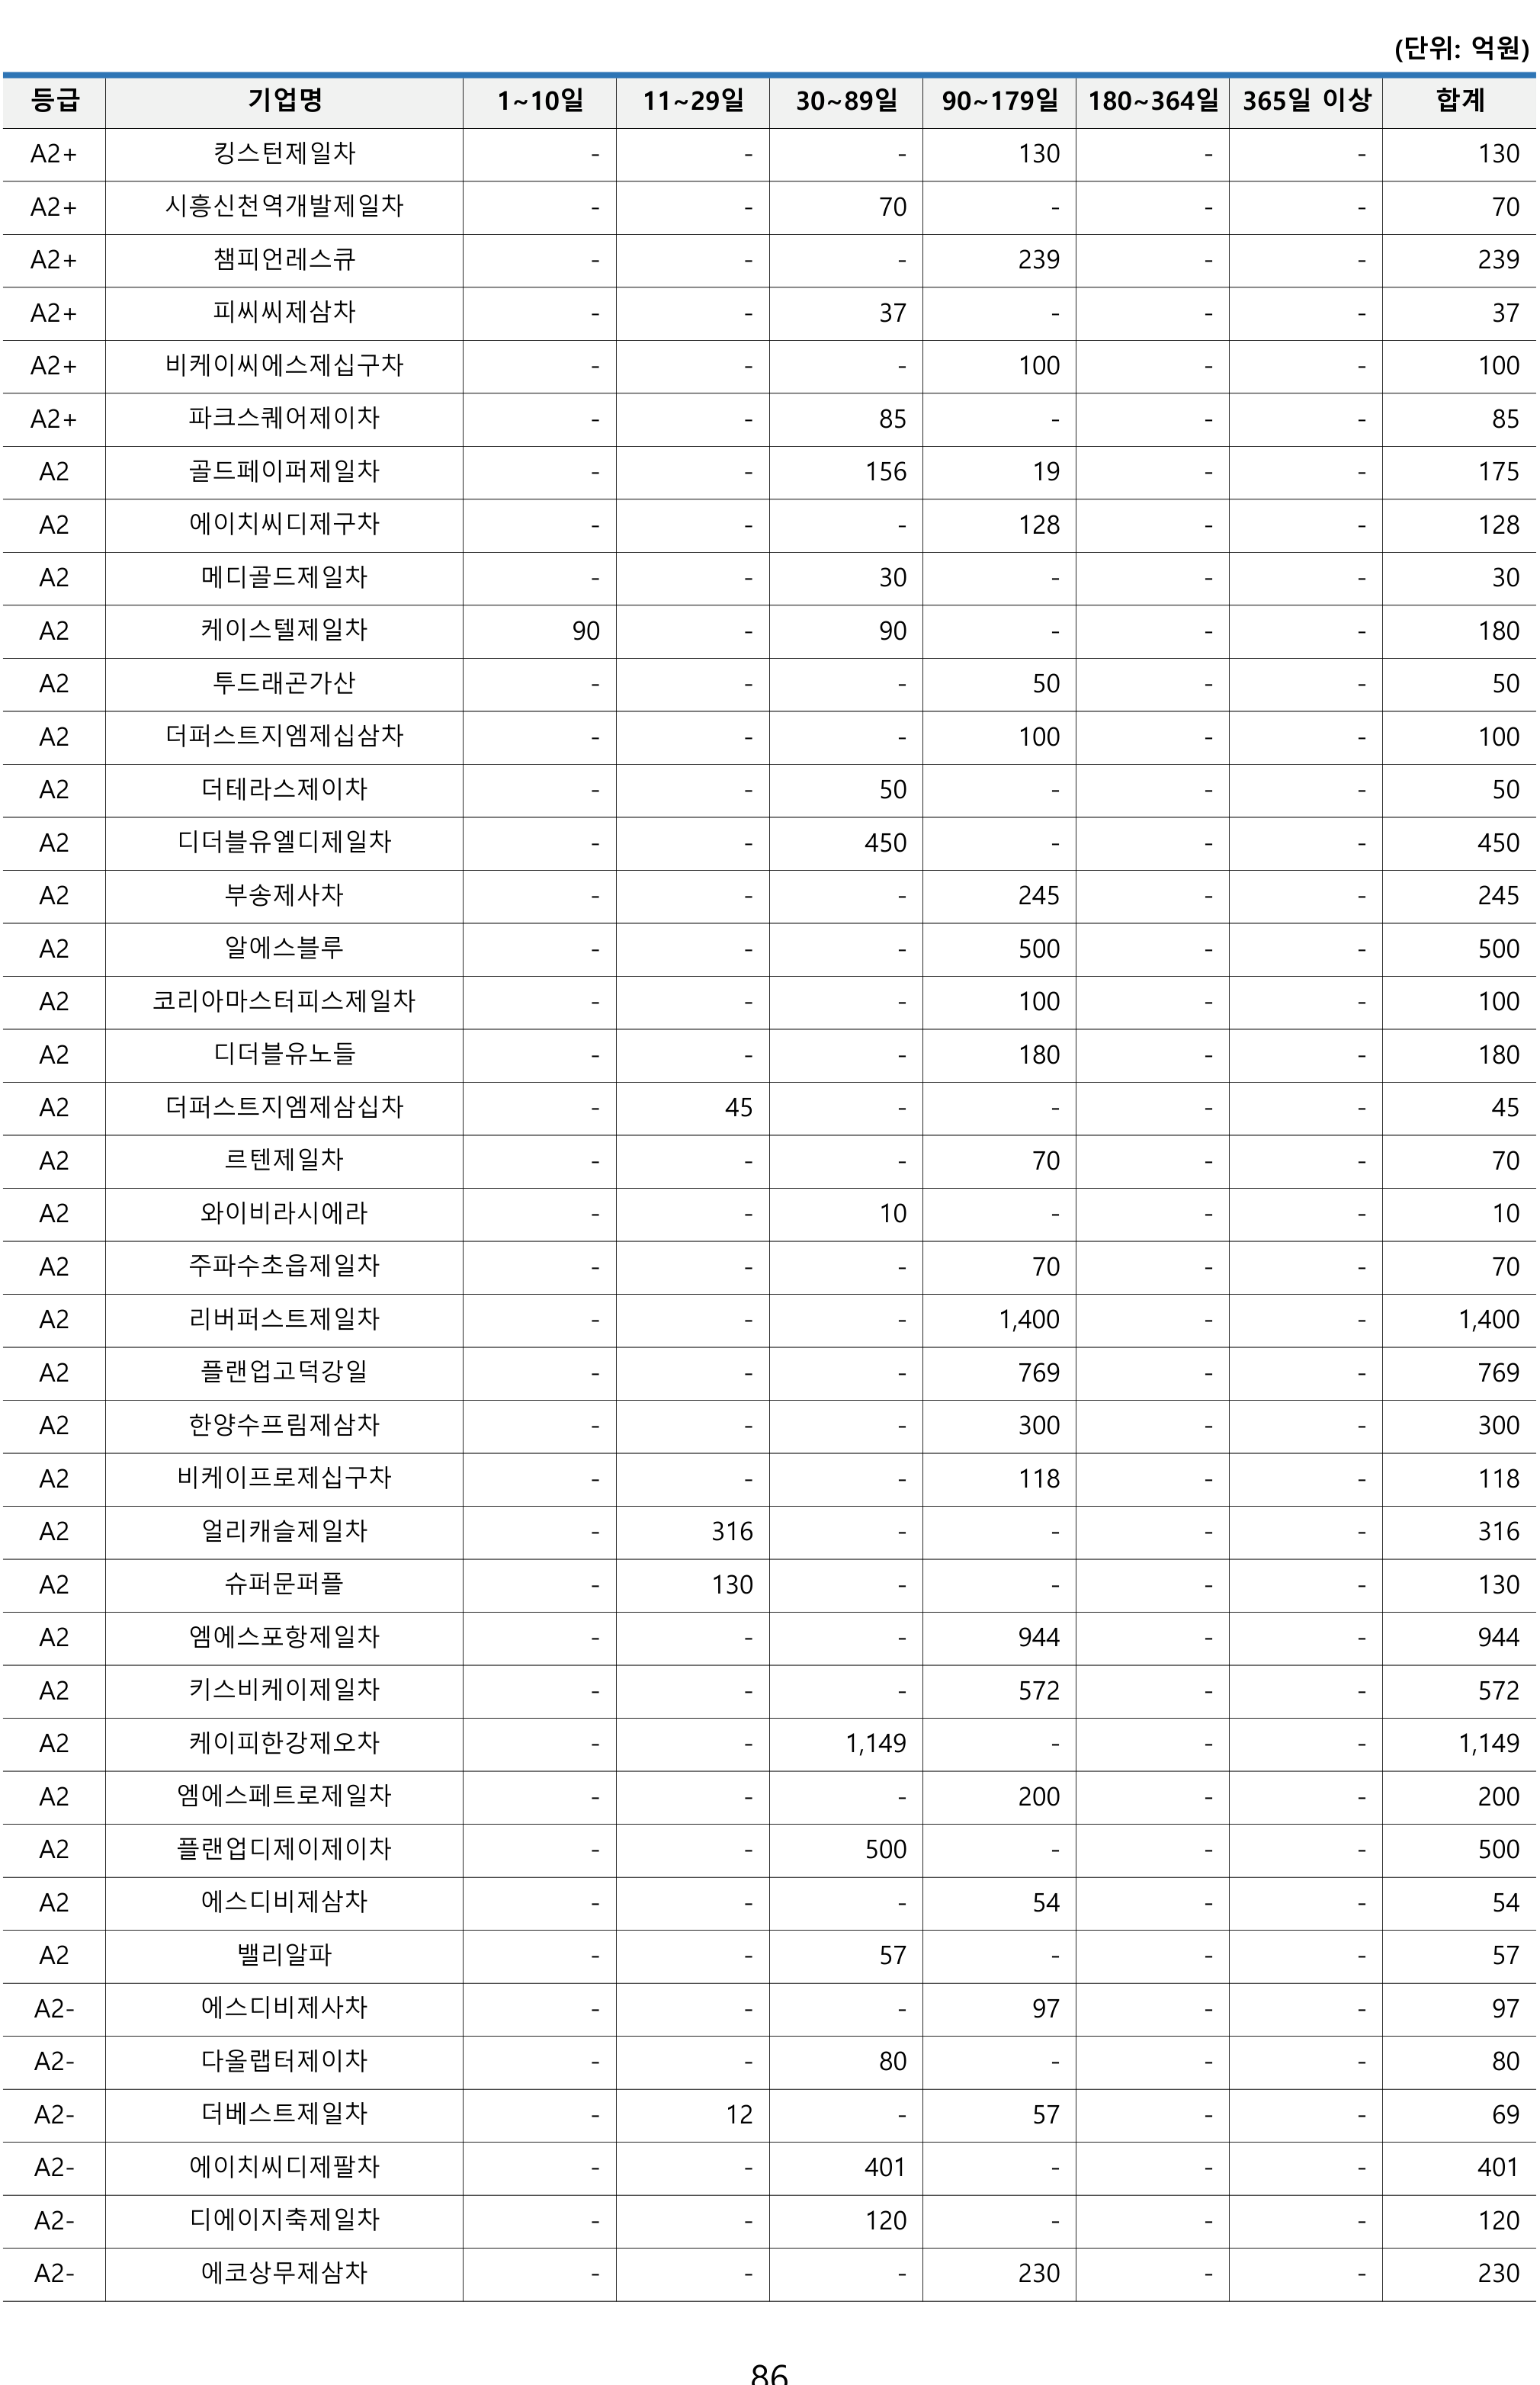 (단위: 억원)
등급 기업명 1~10일 11~29일 30~89일 90~179일 180~364일 365일 이상 합계
A2+ 킹스턴제일차 - - - 130 - - 130
A2+ 시흥신천역개발제일차 - - 70 - - - 70
A2+ 챔피언레스큐 - - - 239 - - 239
A2+ 피씨씨제삼차 - - 37 - - - 37
A2+ 비케이씨에스제십구차 - - - 100 - - 100
A2+ 파크스퀘어제이차 - - 85 - - - 85
A2 골드페이퍼제일차 - - 156 19 - - 175
A2 에이치씨디제구차 - - - 128 - - 128
A2 메디골드제일차 - - 30 - - - 30
A2 케이스텔제일차 90 - 90 - - - 180
A2 투드래곤가산 - - - 50 - - 50
A2 더퍼스트지엠제십삼차 - - - 100 - - 100
A2 더테라스제이차 - - 50 - - - 50
A2 디더블유엘디제일차 - - 450 - - - 450
A2 부송제사차 - - - 245 - - 245
A2 알에스블루 - - - 500 - - 500
A2 코리아마스터피스제일차 - - - 100 - - 100
A2 디더블유노들 - - - 180 - - 180
A2 더퍼스트지엠제삼십차 - 45 - - - - 45
A2 르텐제일차 - - - 70 - - 70
A2 와이비라시에라 - - 10 - - - 10
A2 주파수초읍제일차 - - - 70 - - 70
A2 리버퍼스트제일차 - - - 1,400 - - 1,400
A2 플랜업고덕강일 - - - 769 - - 769
A2 한양수프림제삼차 - - - 300 - - 300
A2 비케이프로제십구차 - - - 118 - - 118
A2 얼리캐슬제일차 - 316 - - - - 316
A2 슈퍼문퍼플 - 130 - - - - 130
A2 엠에스포항제일차 - - - 944 - - 944
A2 키스비케이제일차 - - - 572 - - 572
A2 케이피한강제오차 - - 1,149 - - - 1,149
A2 엠에스페트로제일차 - - - 200 - - 200
A2 플랜업디제이제이차 - - 500 - - - 500
A2 에스디비제삼차 - - - 54 - - 54
A2 밸리알파 - - 57 - - - 57
A2- 에스디비제사차 - - - 97 - - 97
A2- 다올랩터제이차 - - 80 - - - 80
A2- 더베스트제일차 - 12 - 57 - - 69
A2- 에이치씨디제팔차 - - 401 - - - 401
A2- 디에이지축제일차 - - 120 - - - 120
A2- 에코상무제삼차 - - - 230 - - 230
86